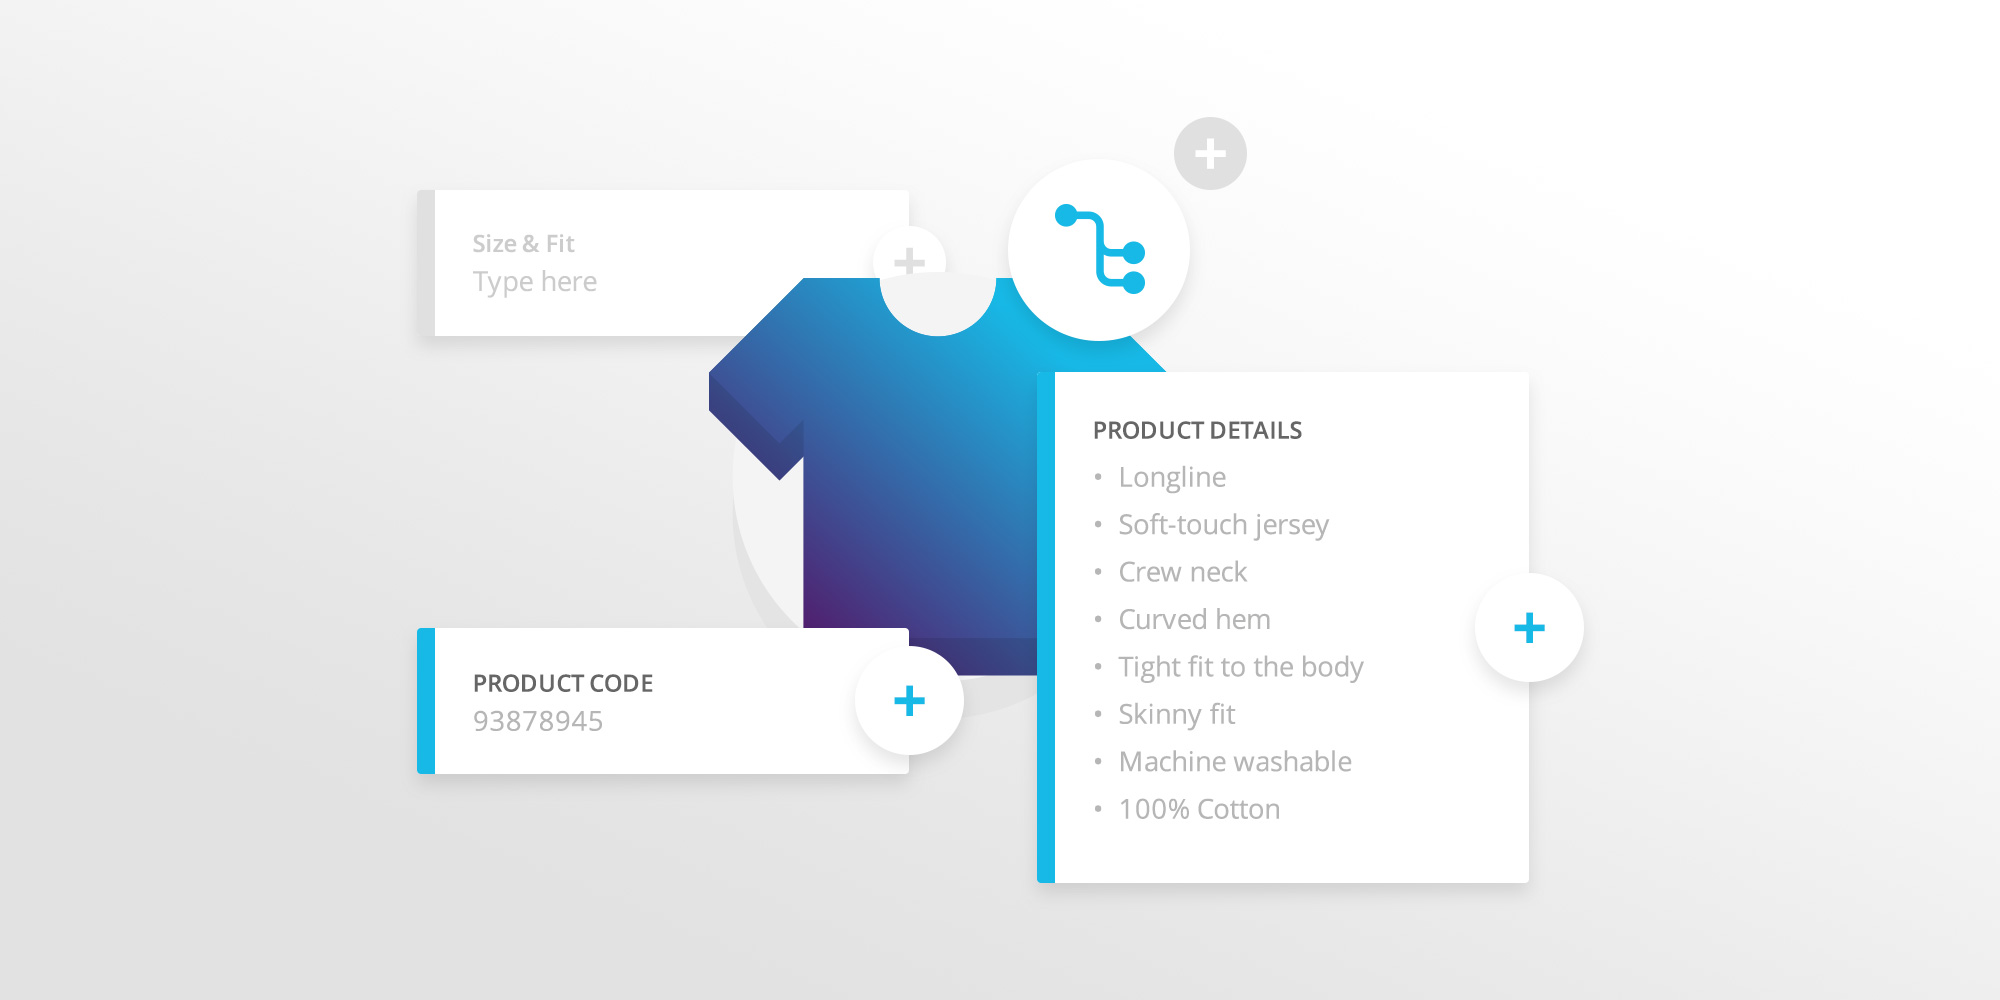 Size & Fit
Type here
PRODUCT CODE
93878945
PRODUCT DETAILS
• Longline
• Soft-touch jersey
• Crew neck
• Curved hem
• Tight fit to the body
• Skinny fit
• Machine washable
• 100% Cotton